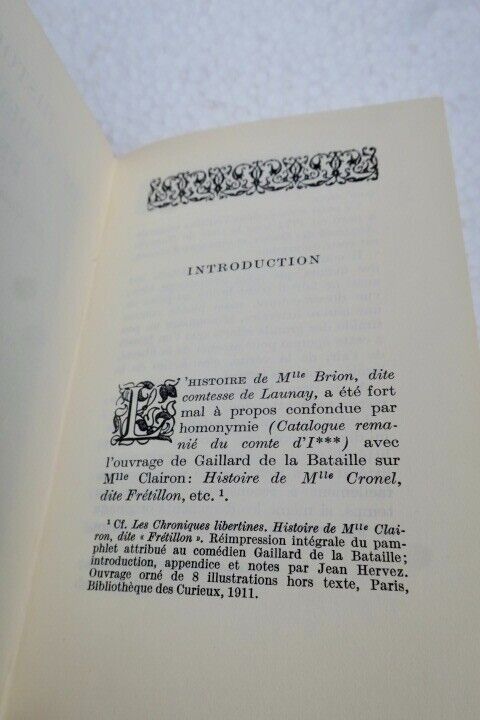 INTRODUCTION
L'HISTOIRE de Mlle Brion, dite
comtesse de Launay, a été fort
mal à propos confondue par
homonymie (Catalogue rema-
nié du comte d'I***) avec
l'ouvrage de Gaillard de la Bataille sur
Mlle Clairon: Histoire de Mlle Cronel,
dite Frétillon, etc. ¹.
¹ Cf. Les Chroniques libertines. Histoire de Mlle Clai-
ron, dite « Frétillon ». Réimpression intégrale du pam-
phlet attribué au comédien Gaillard de la Bataille;
introduction, appendice et notes par Jean Hervez.
Ouvrage orné de 8 illustrations hors texte, Paris,
Bibliothèque des Curieux, 1911.